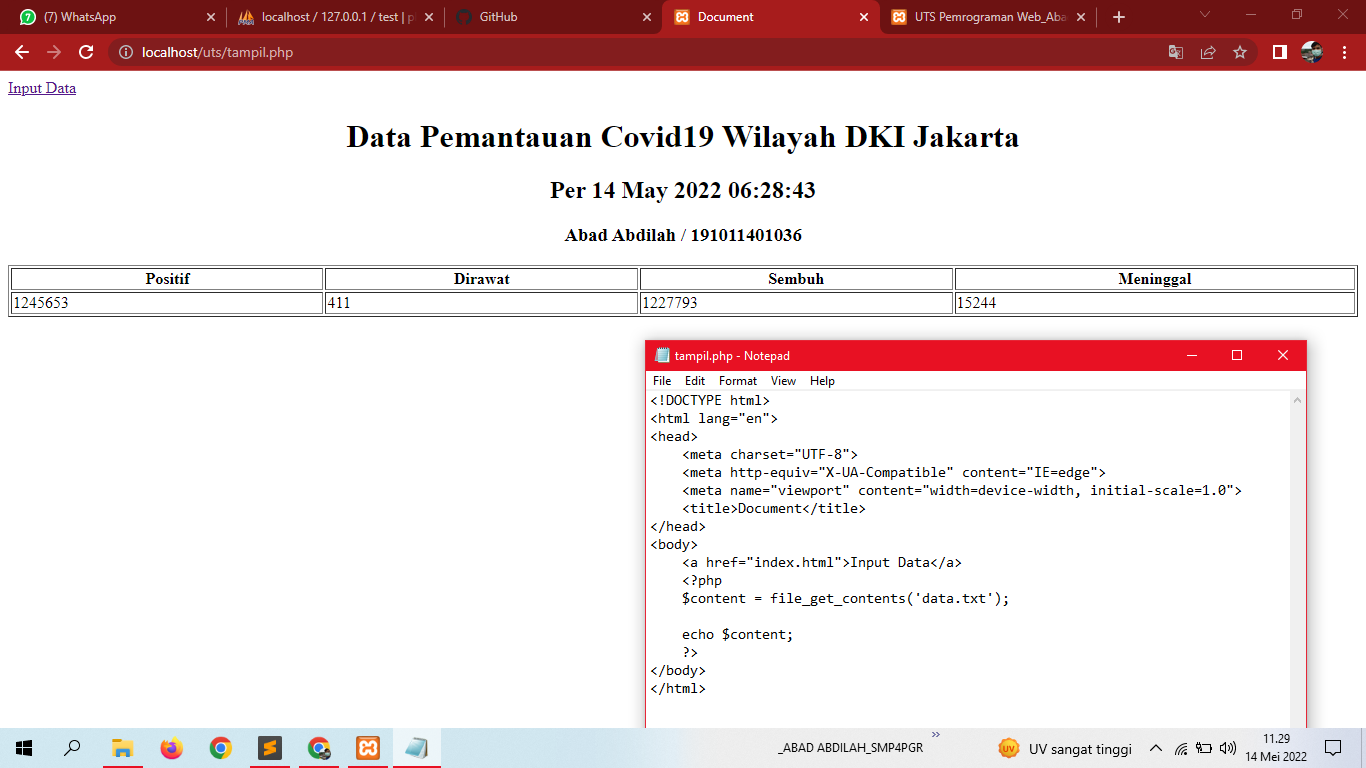 (7) WhatsApp
localhost / 127.0.0.1 / test | p
GitHub
Document
UTS Pemrograman Web_Aba
localhost/uts/tampil.php
Input Data
Data Pemantauan Covid19 Wilayah DKI Jakarta
Per 14 May 2022 06:28:43
Abad Abdilah / 191011401036
Positif Dirawat Sembuh Meninggal
1245653 411 1227793 15244
tampil.php - Notepad
File Edit Format View Help
<!DOCTYPE html>
<html lang="en">
<head>
    <meta charset="UTF-8">
    <meta http-equiv="X-UA-Compatible" content="IE=edge">
    <meta name="viewport" content="width=device-width, initial-scale=1.0">
    <title>Document</title>
</head>
<body>
    <a href="index.html">Input Data</a>
    <?php
    $content = file_get_contents('data.txt');
    echo $content;
    ?>
</body>
</html>
_ABAD ABDILAH_SMP4PGR
UV
UV sangat tinggi
11.29
14 Mei 2022